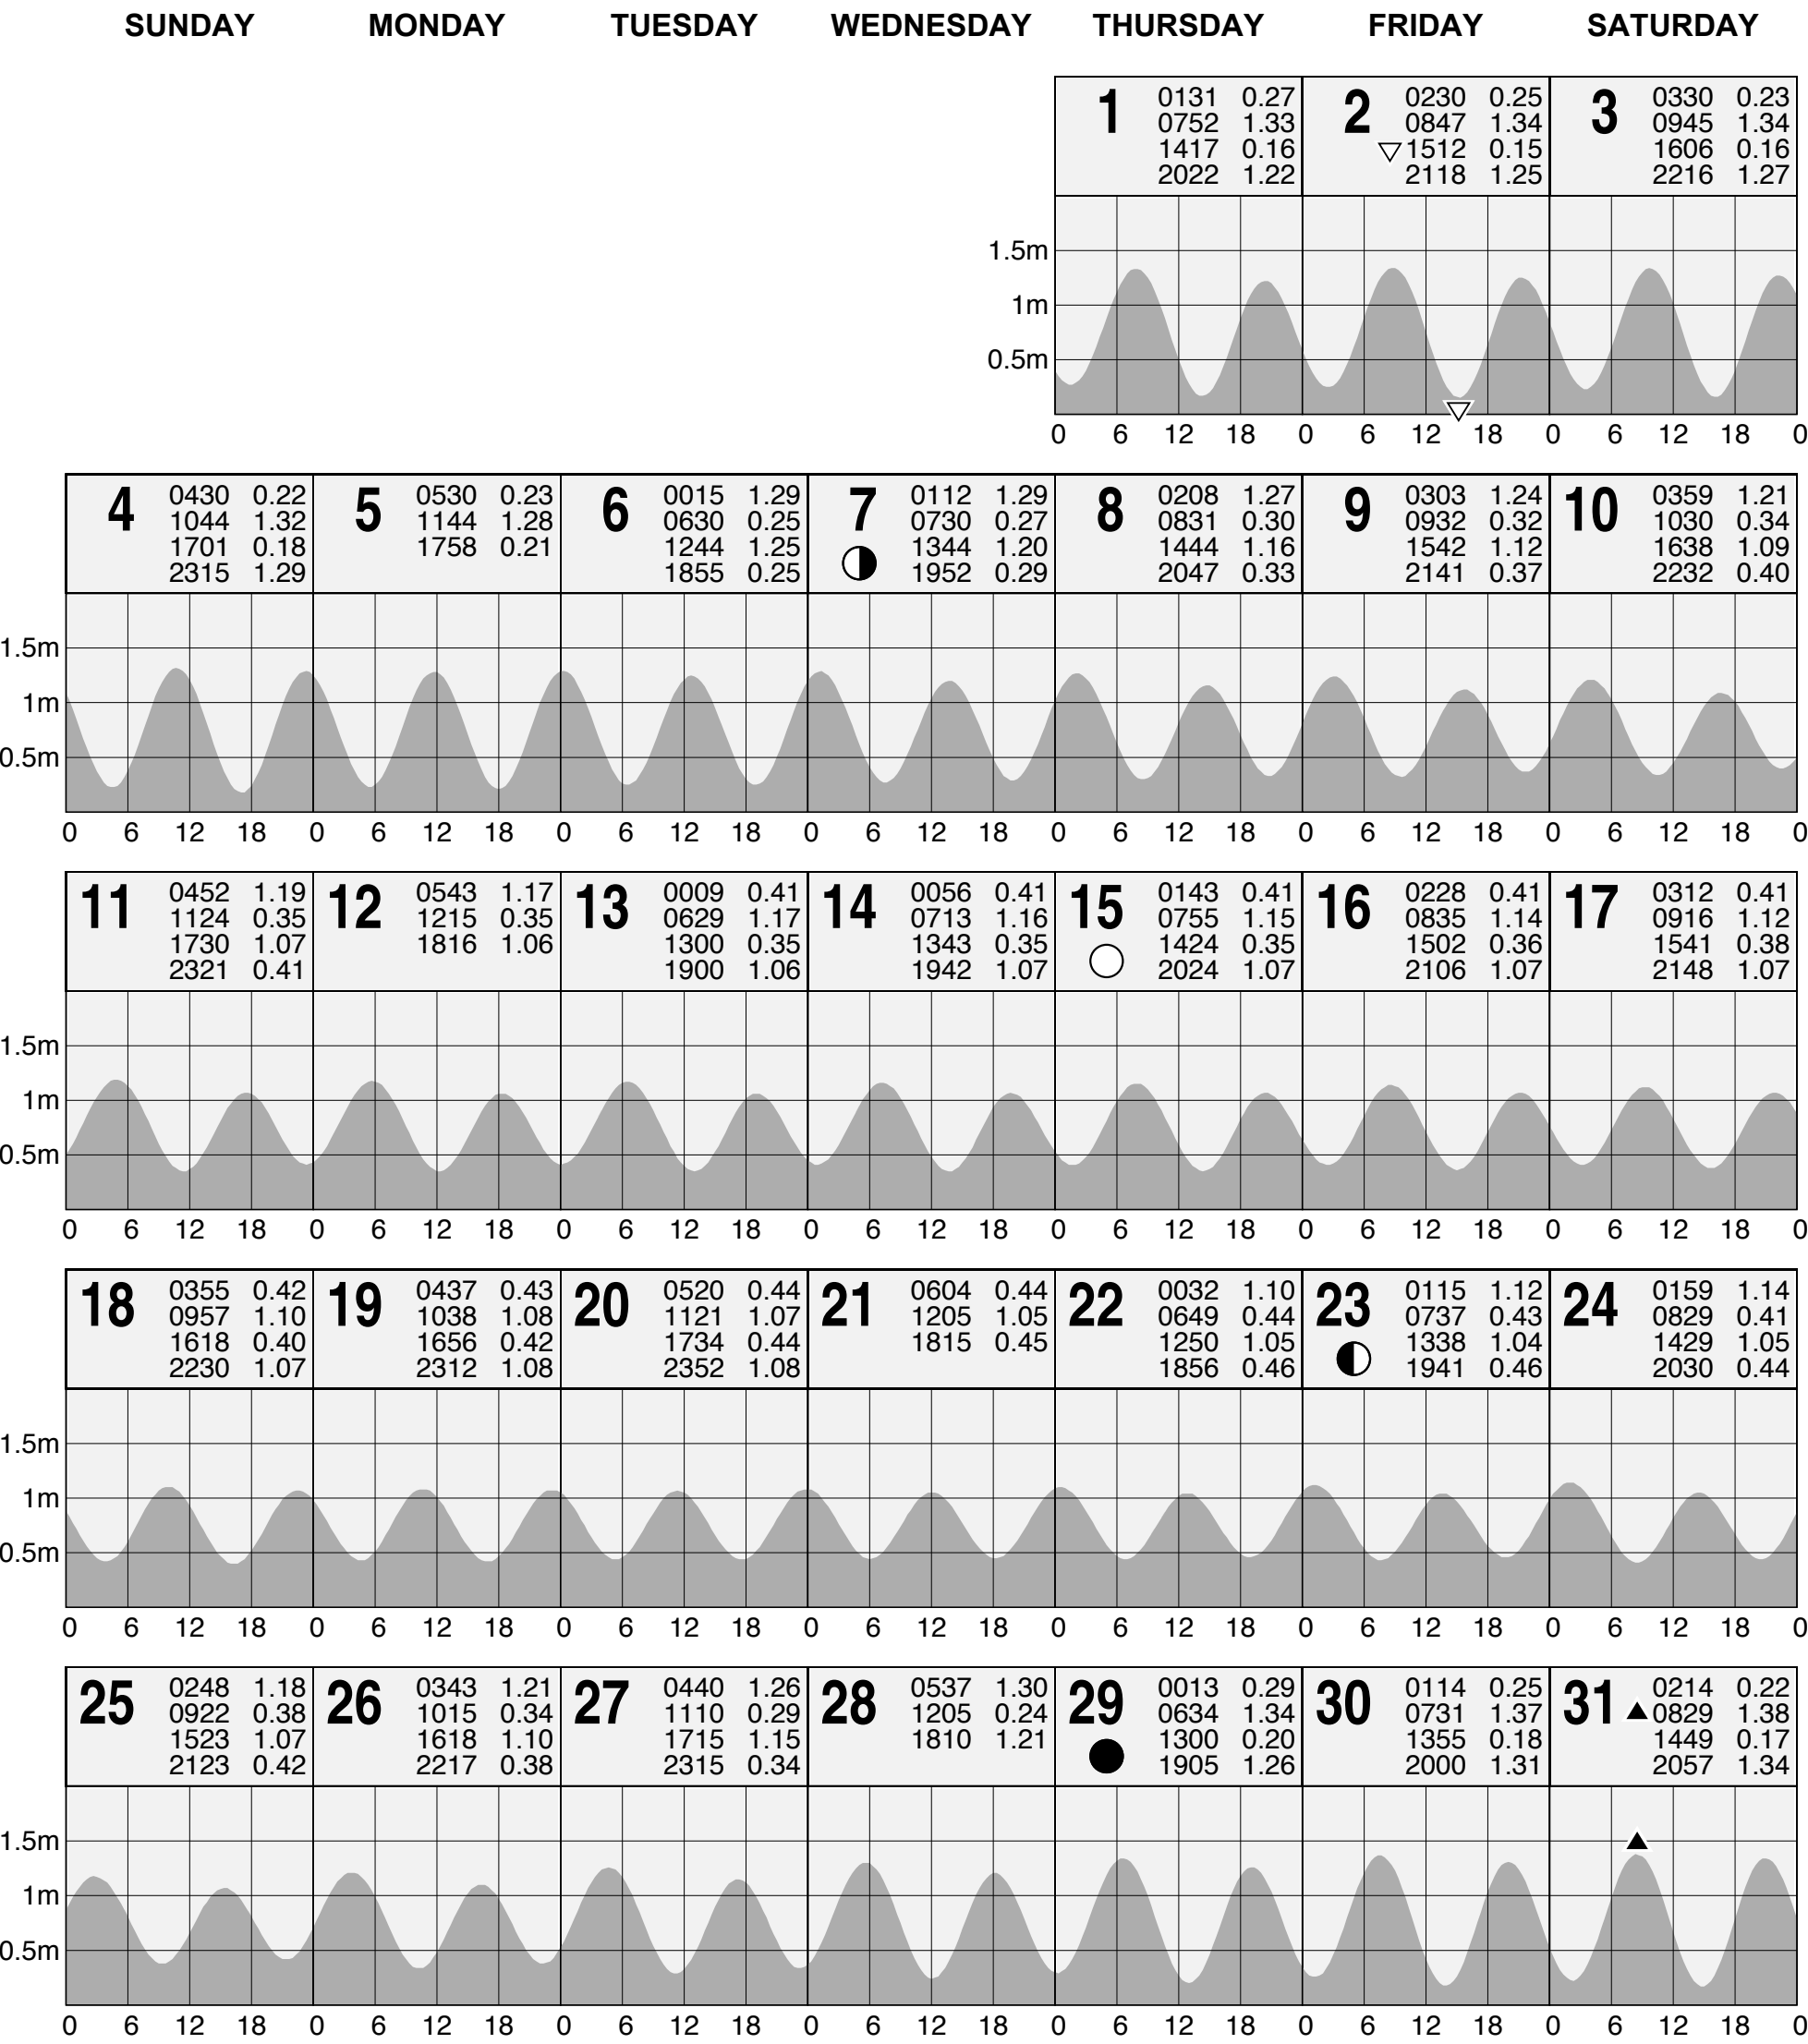 SUNDAY MONDAY TUESDAY WEDNESDAY THURSDAY FRIDAY SATURDAY
1 0131 0.27 2 0230 0.25 3 0330 0.23
0752 1.33 0847 1.34 0945 1.34
1417 0.16 1512 0.15 1606 0.16
2022 1.22 2118 1.25 2216 1.27
1.5m
1m
0.5m
0 6 12 18 0 6 12 18 0 6 12 18 0
4 0430 0.22 5 0530 0.23 6 0015 1.29 7 0112 1.29 8 0208 1.27 9 0303 1.24 10 0359 1.21
1044 1.32 1144 1.28 0630 0.25 0730 0.27 0831 0.30 0932 0.32 1030 0.34
1701 0.18 1758 0.21 1244 1.25 1344 1.20 1444 1.16 1542 1.12 1638 1.09
2315 1.29 1855 0.25 1952 0.29 2047 0.33 2141 0.37 2232 0.40
1.5m
1m
0.5m
0 6 12 18 0 6 12 18 0 6 12 18 0 6 12 18 0 6 12 18 0 6 12 18 0 6 12 18 0
11 0452 1.19 12 0543 1.17 13 0009 0.41 14 0056 0.41 15 0143 0.41 16 0228 0.41 17 0312 0.41
1124 0.35 1215 0.35 0629 1.17 0713 1.16 0755 1.15 0835 1.14 0916 1.12
1730 1.07 1816 1.06 1300 0.35 1343 0.35 1424 0.35 1502 0.36 1541 0.38
2321 0.41 1900 1.06 1942 1.07 2024 1.07 2106 1.07 2148 1.07
1.5m
1m
0.5m
0 6 12 18 0 6 12 18 0 6 12 18 0 6 12 18 0 6 12 18 0 6 12 18 0 6 12 18 0
18 0355 0.42 19 0437 0.43 20 0520 0.44 21 0604 0.44 22 0032 1.10 23 0115 1.12 24 0159 1.14
0957 1.10 1038 1.08 1121 1.07 1205 1.05 0649 0.44 0737 0.43 0829 0.41
1618 0.40 1656 0.42 1734 0.44 1815 0.45 1250 1.05 1338 1.04 1429 1.05
2230 1.07 2312 1.08 2352 1.08 1856 0.46 1941 0.46 2030 0.44
1.5m
1m
0.5m
0 6 12 18 0 6 12 18 0 6 12 18 0 6 12 18 0 6 12 18 0 6 12 18 0 6 12 18 0
25 0248 1.18 26 0343 1.21 27 0440 1.26 28 0537 1.30 29 0013 0.29 30 0114 0.25 31 0214 0.22
0922 0.38 1015 0.34 1110 0.29 1205 0.24 0634 1.34 0731 1.37 0829 1.38
1523 1.07 1618 1.10 1715 1.15 1810 1.21 1300 0.20 1355 0.18 1449 0.17
2123 0.42 2217 0.38 2315 0.34 1905 1.26 2000 1.31 2057 1.34
1.5m
1m
0.5m
0 6 12 18 0 6 12 18 0 6 12 18 0 6 12 18 0 6 12 18 0 6 12 18 0 6 12 18 0